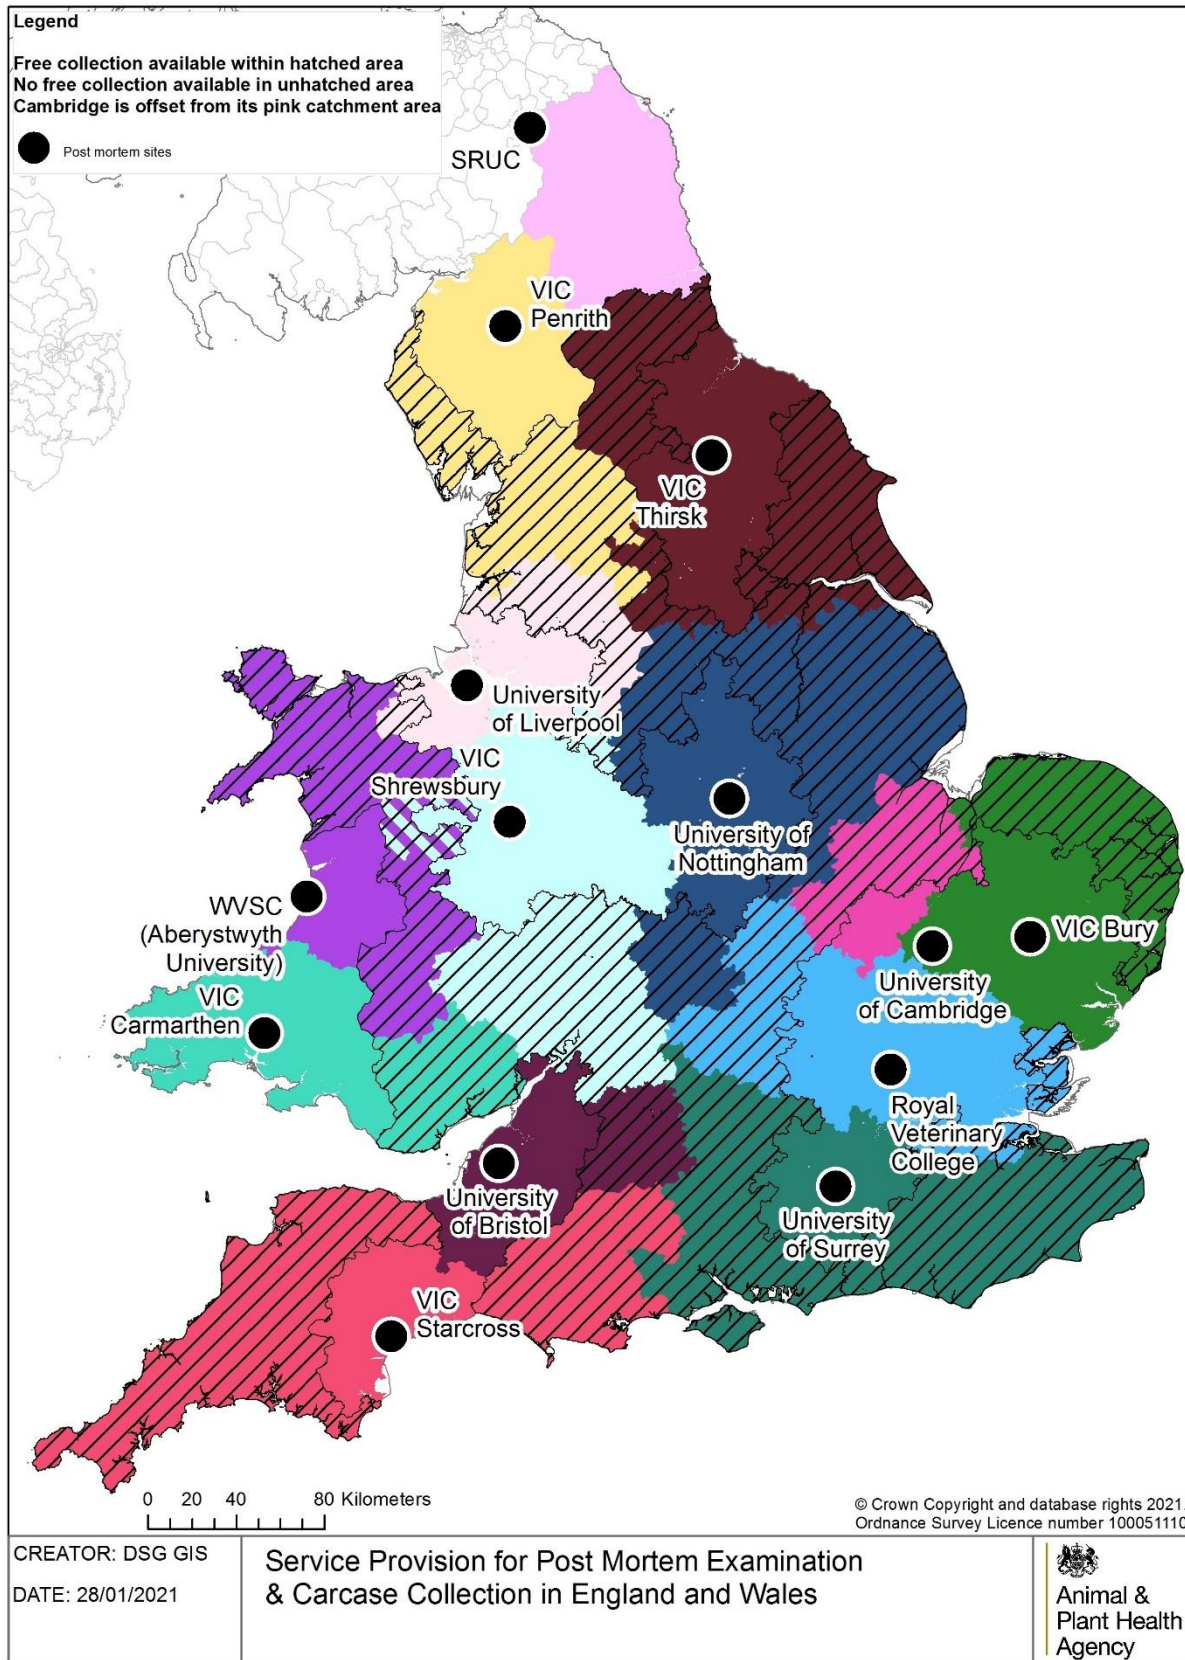 Legend
Free collection available within hatched area
No free collection available in unhatched area
Cambridge is offset from its pink catchment area
Post mortem sites
SRUC
VIC
Penrith
VIC
Thirsk
University
of Liverpool
VIC
Shrewsbury
University of
Nottingham
WVSC
(Aberystwyth
University)
VIC Bury
University
of Cambridge
VIC
Carmarthen
Royal
Veterinary
College
University
of Bristol
University
of Surrey
VIC
Starcross
0 20 40 80 Kilometers
© Crown Copyright and database rights 2021.
Ordnance Survey Licence number 100051110
CREATOR: DSG GIS
DATE: 28/01/2021
Service Provision for Post Mortem Examination
& Carcase Collection in England and Wales
Animal &
Plant Health
Agency